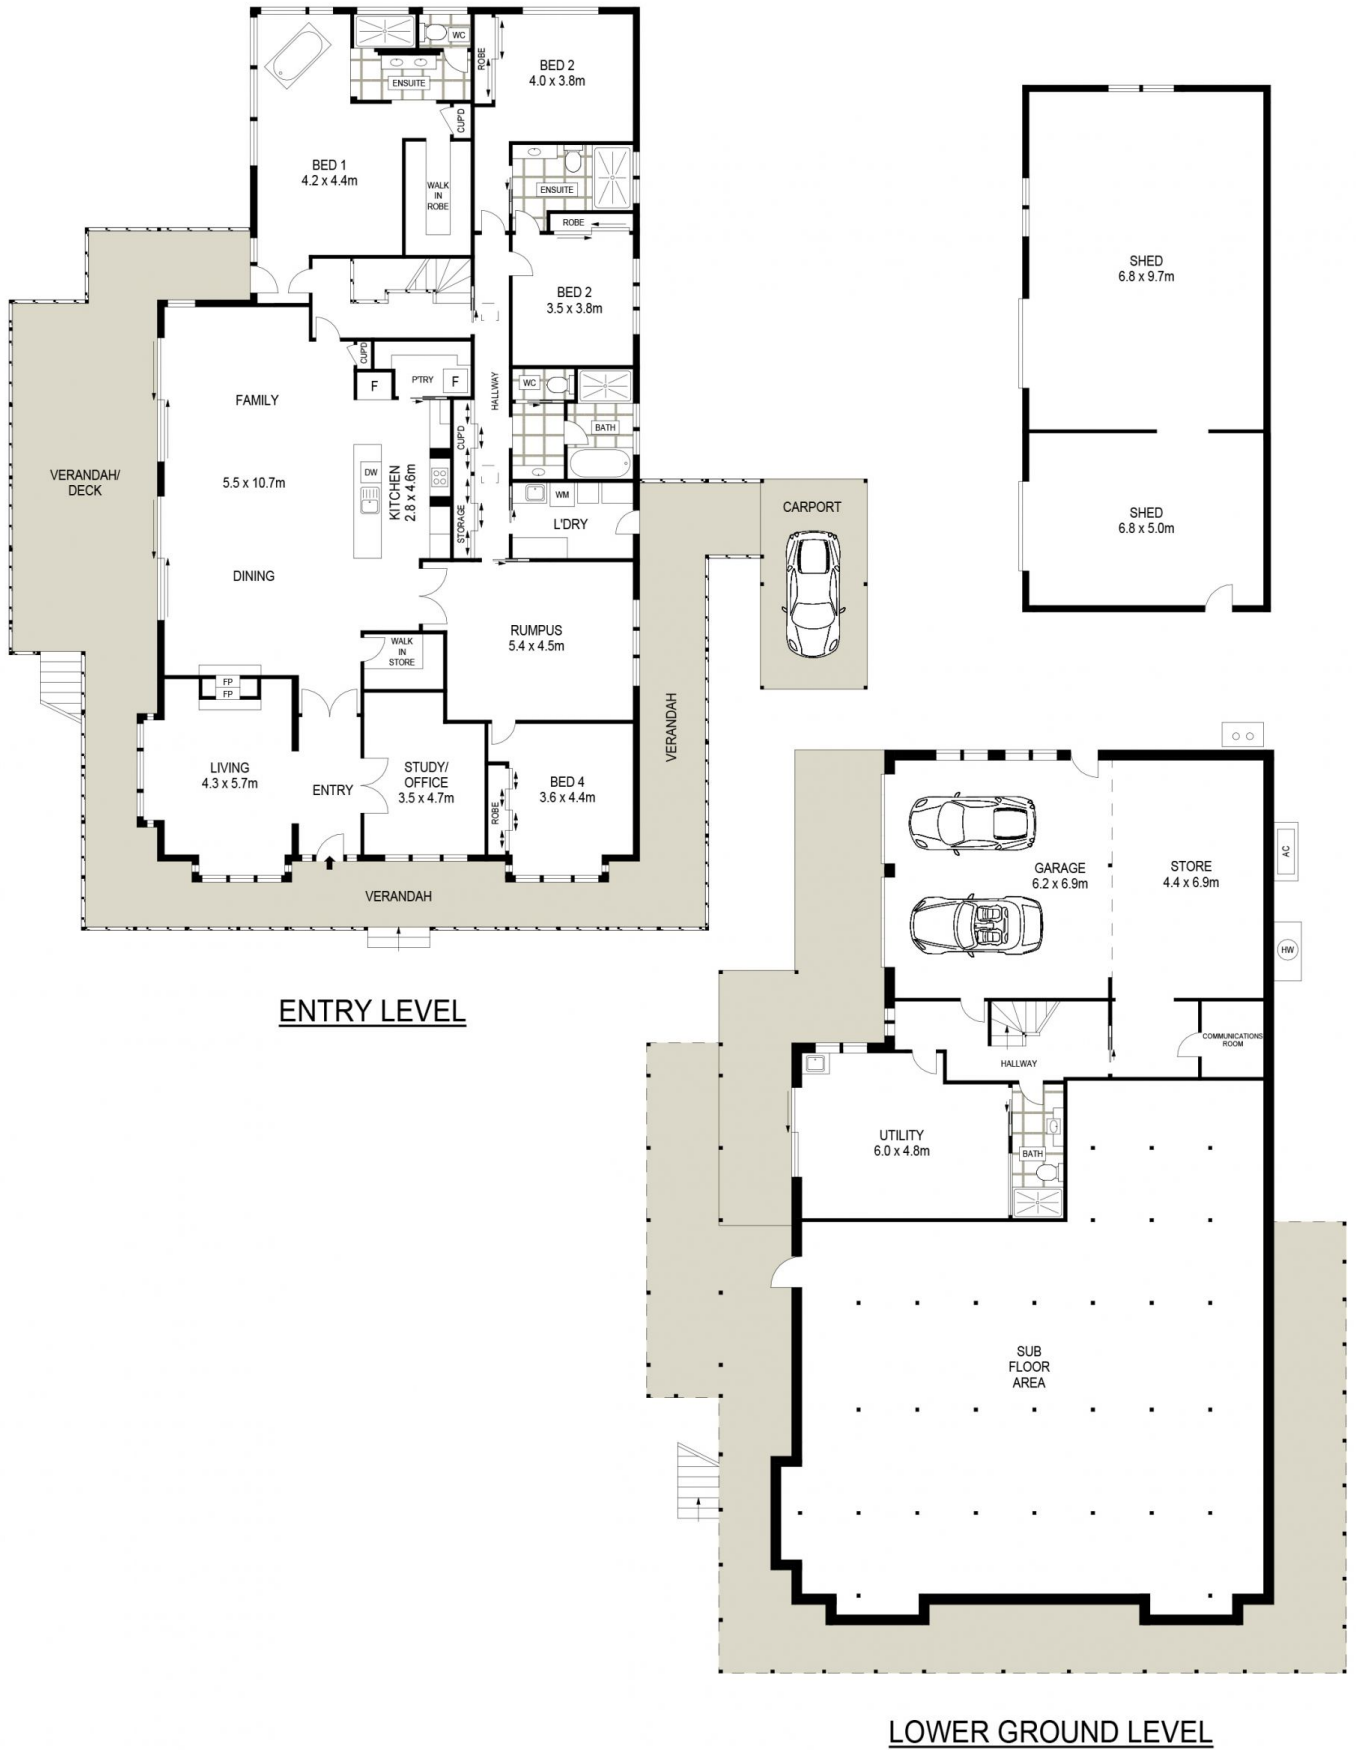 WC
ENSUITE
ROBE
BED 2
4.0 x 3.8m
CUP'D
BED 1
4.2 x 4.4m
WALK
IN
ROBE
ENSUITE
ROBE
BED 2
3.5 x 3.8m
CUP'D
F
P'TRY
F
HALLWAY
WC
BATH
FAMILY
5.5 x 10.7m
DINING
VERANDAH/
DECK
DW
KITCHEN
2.8 x 4.6m
CUP'D
STORAGE
WM
L'DRY
CARPORT
RUMPUS
5.4 x 4.5m
WALK
IN
STORE
FP
FP
LIVING
4.3 x 5.7m
ENTRY
STUDY/
OFFICE
3.5 x 4.7m
ROBE
BED 4
3.6 x 4.4m
VERANDAH
VERANDAH
ENTRY LEVEL
SHED
6.8 x 9.7m
SHED
6.8 x 5.0m
GARAGE
6.2 x 6.9m
STORE
4.4 x 6.9m
AC
HW
COMMUNICATIONS
ROOM
HALLWAY
UTILITY
6.0 x 4.8m
BATH
SUB
FLOOR
AREA
LOWER GROUND LEVEL